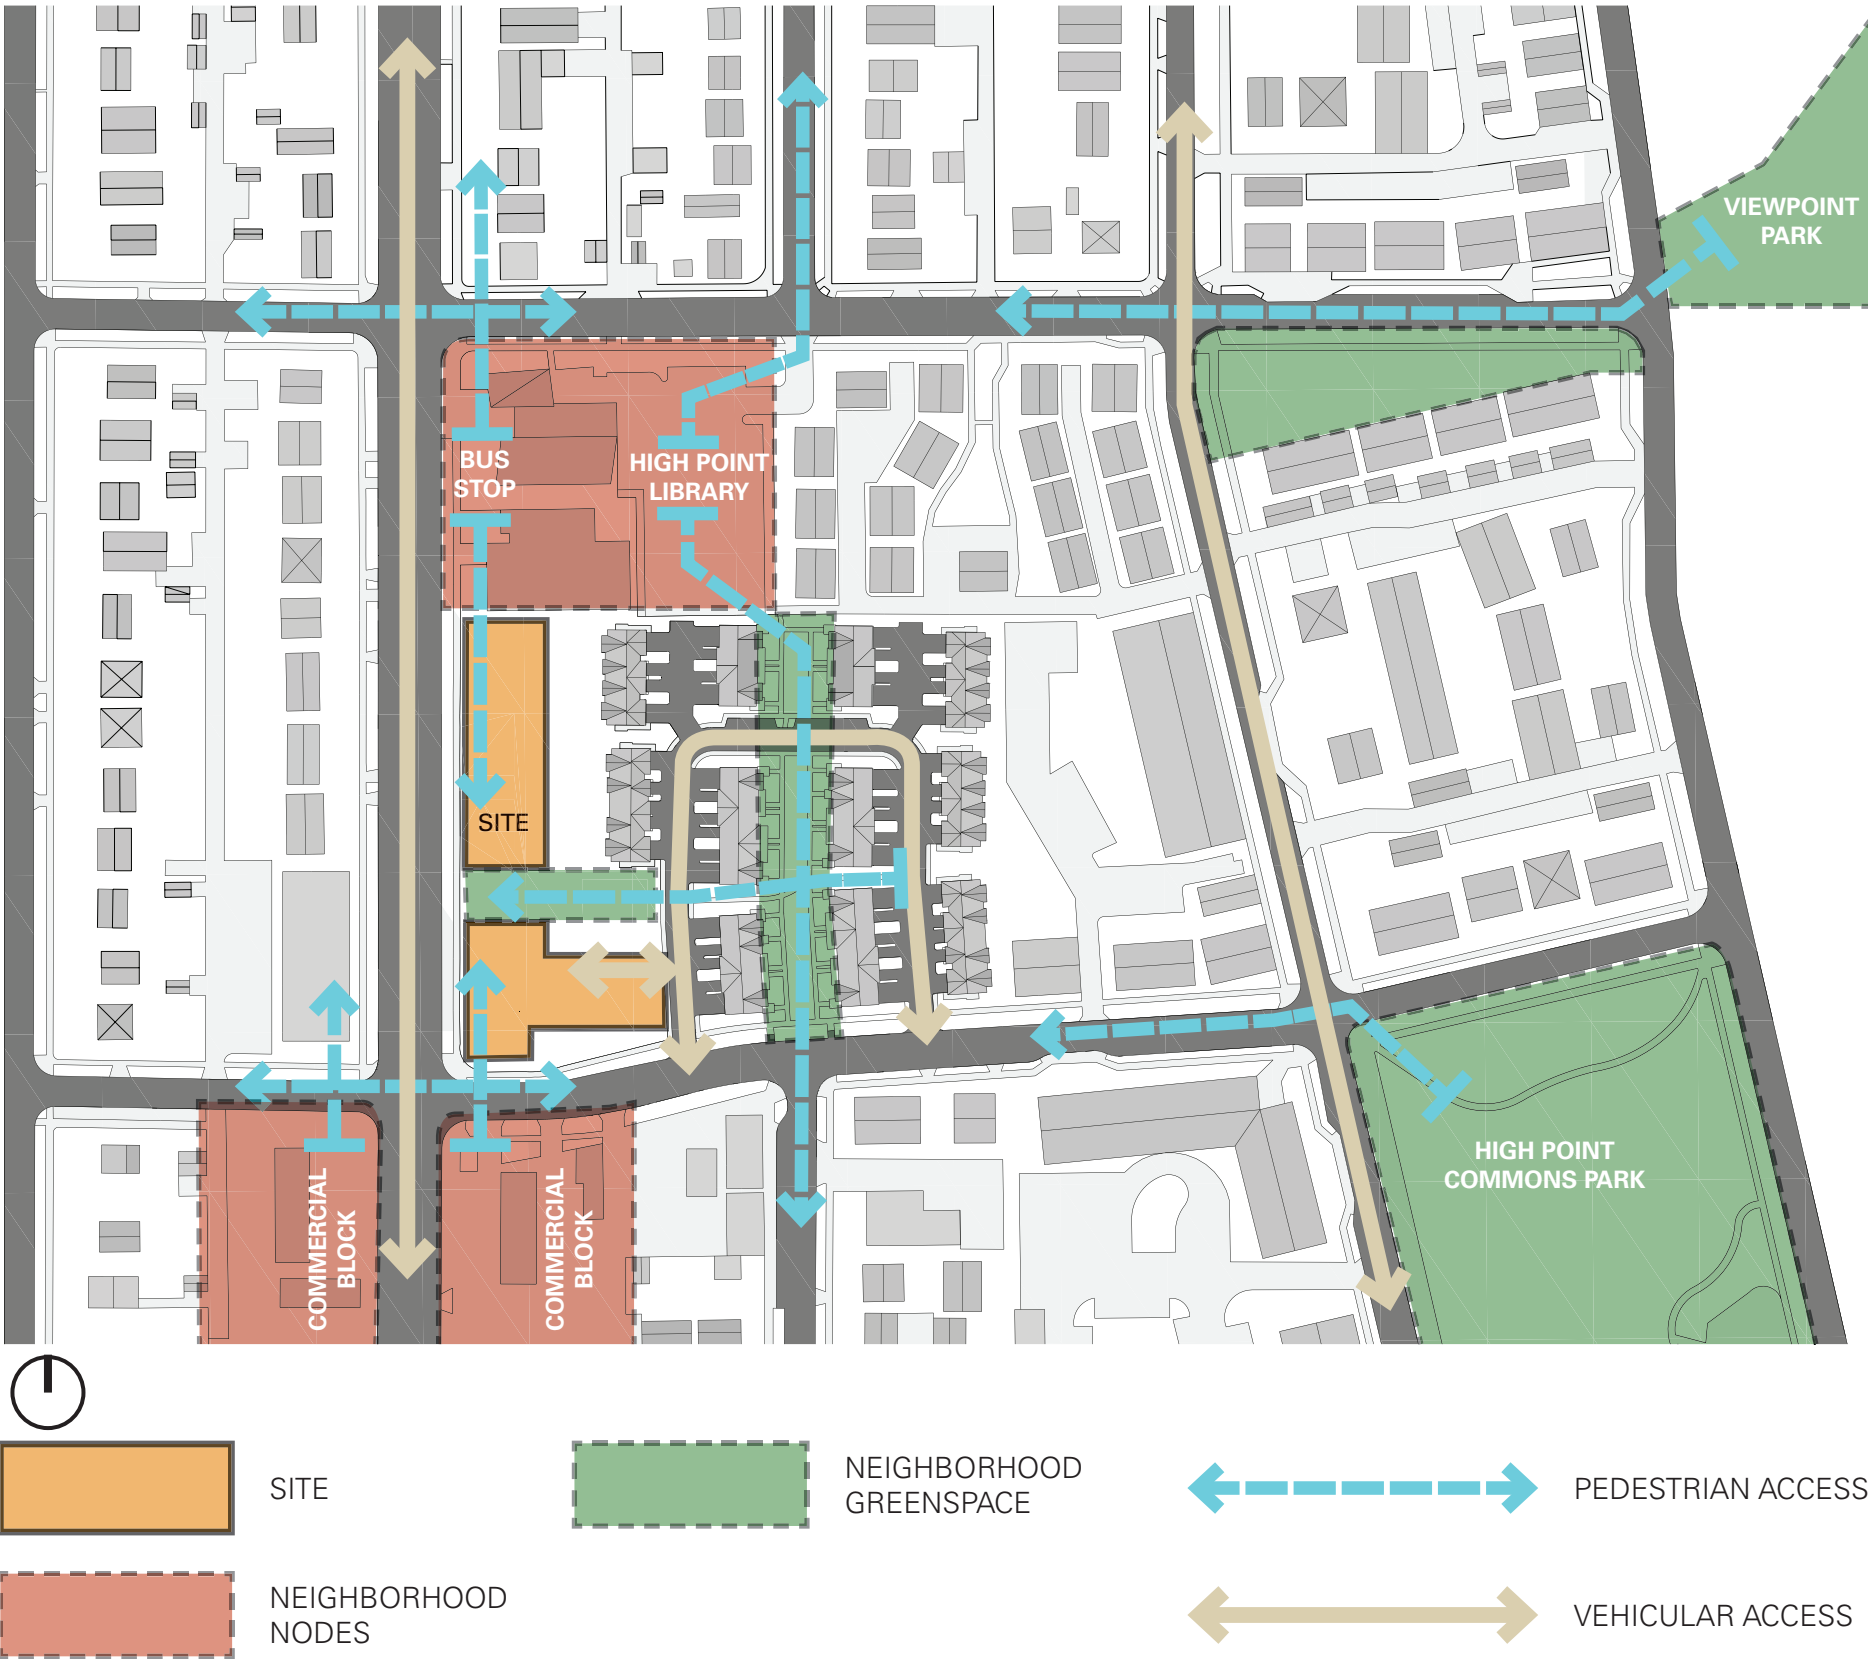 VIEWPOINT
PARK
BUS
STOP
HIGH POINT
LIBRARY
SITE
HIGH POINT
COMMONS PARK
COMMERCIAL
BLOCK
COMMERCIAL
BLOCK
SITE
NEIGHBORHOOD
GREENSPACE
PEDESTRIAN ACCESS
NEIGHBORHOOD
NODES
VEHICULAR ACCESS